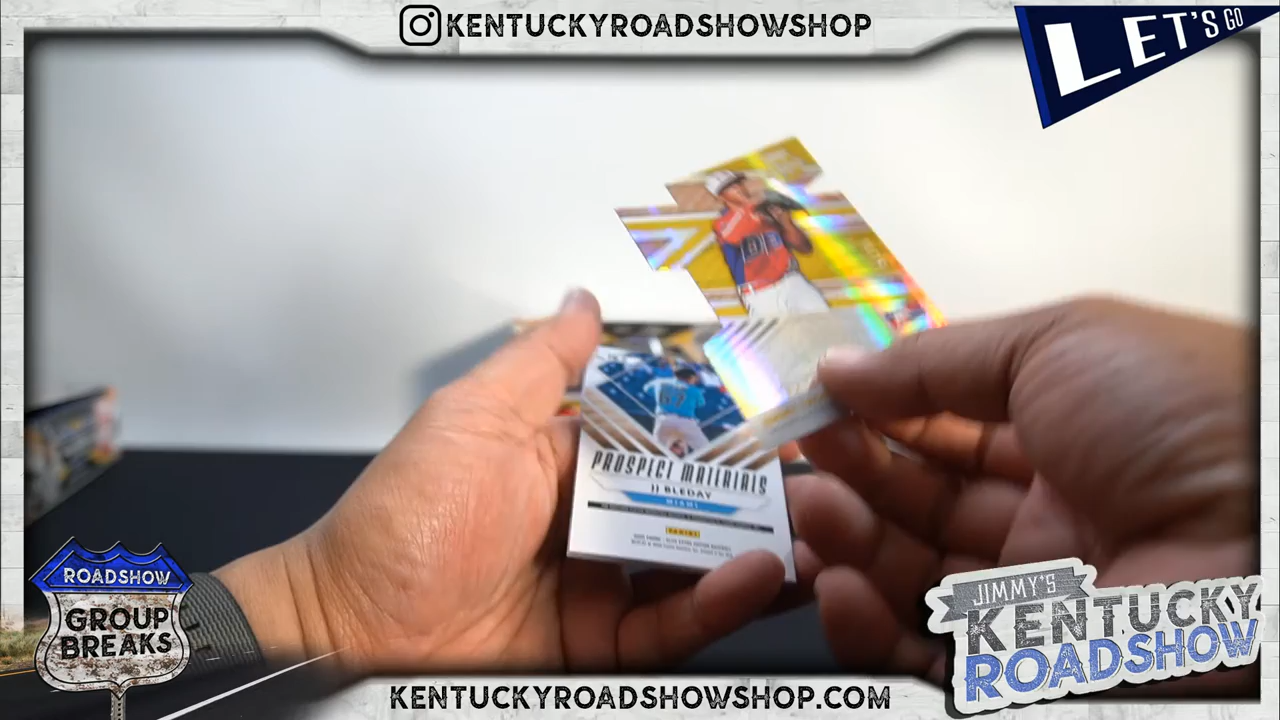 KENTUCKYROADSHOWSHOP
LET'S GO
PROSPECT MATERIALS
JJ BLEDAY
MIAMI
PANINI
ROADSHOW
GROUP
BREAKS
JIMMY'S
KENTUCKY
ROADSHOW
KENTUCKYROADSHOWSHOP.COM